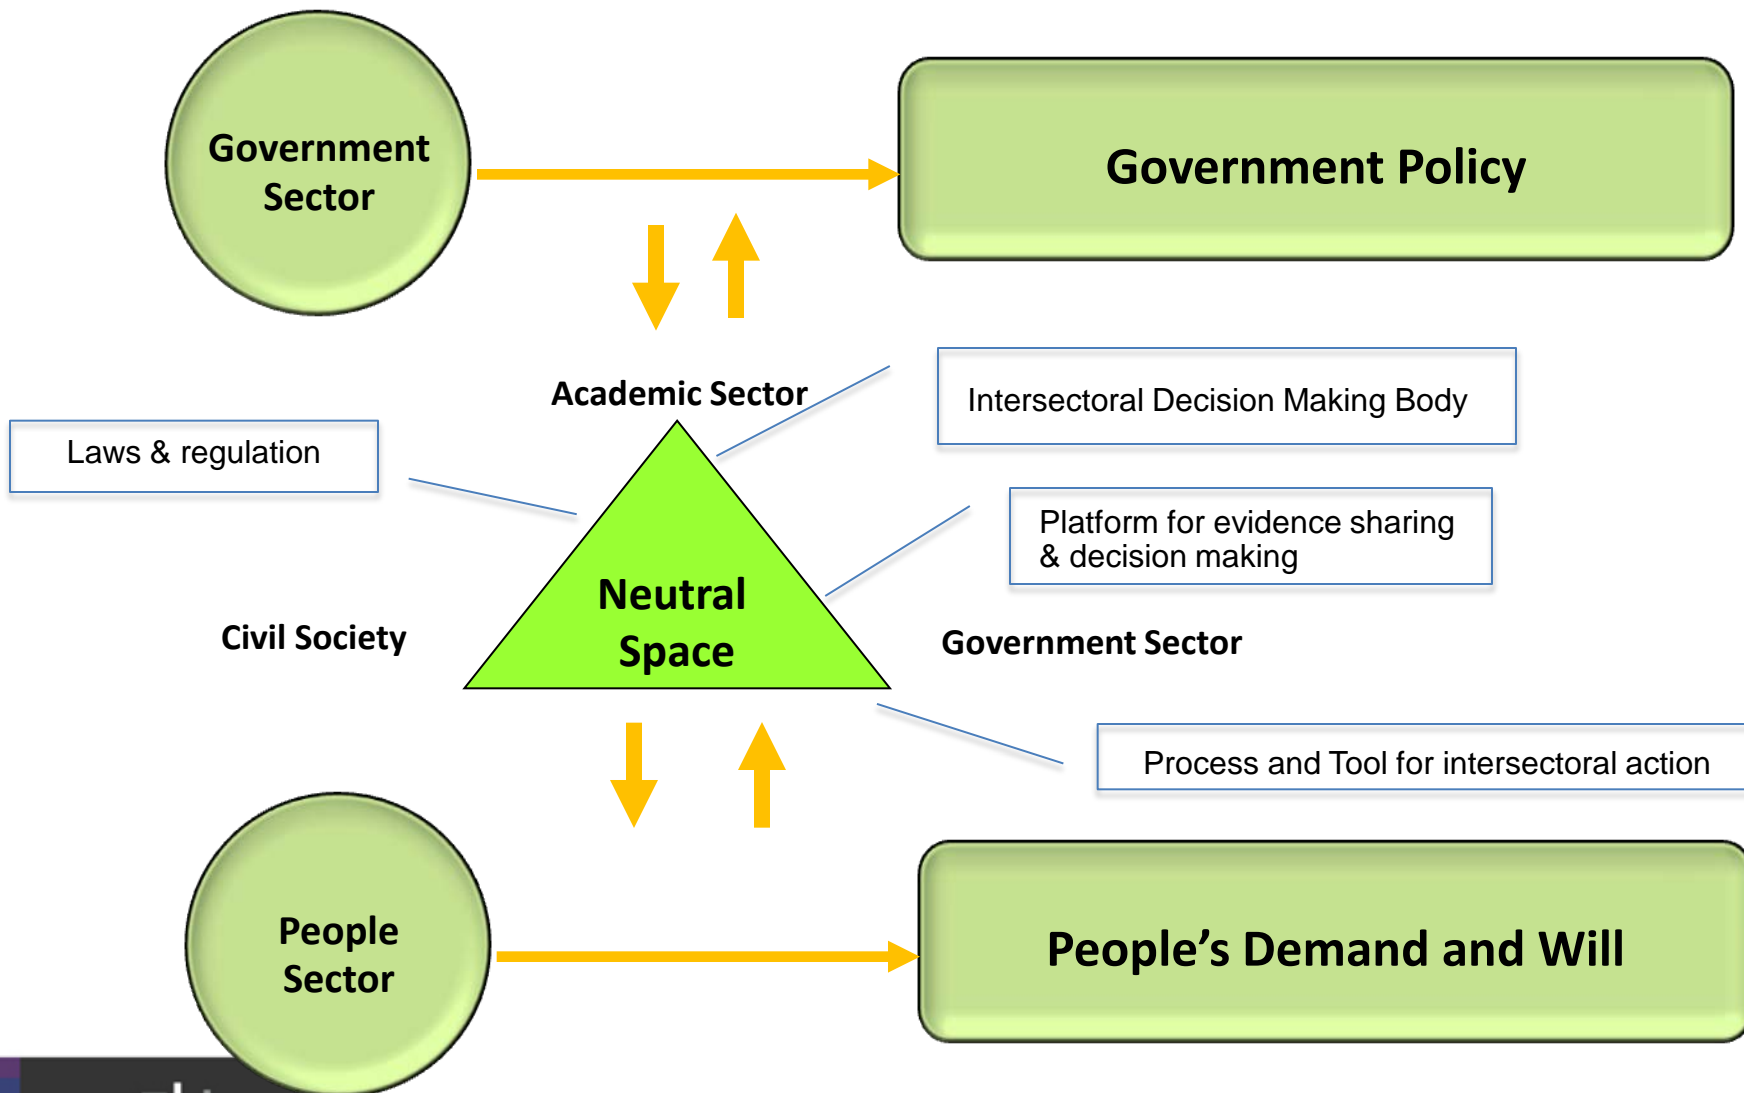 Government
Sector
Government Policy
Academic Sector
Intersectoral Decision Making Body
Laws & regulation
Platform for evidence sharing
& decision making
Neutral
Space
Civil Society
Government Sector
Process and Tool for intersectoral action
People
Sector
People’s Demand and Will